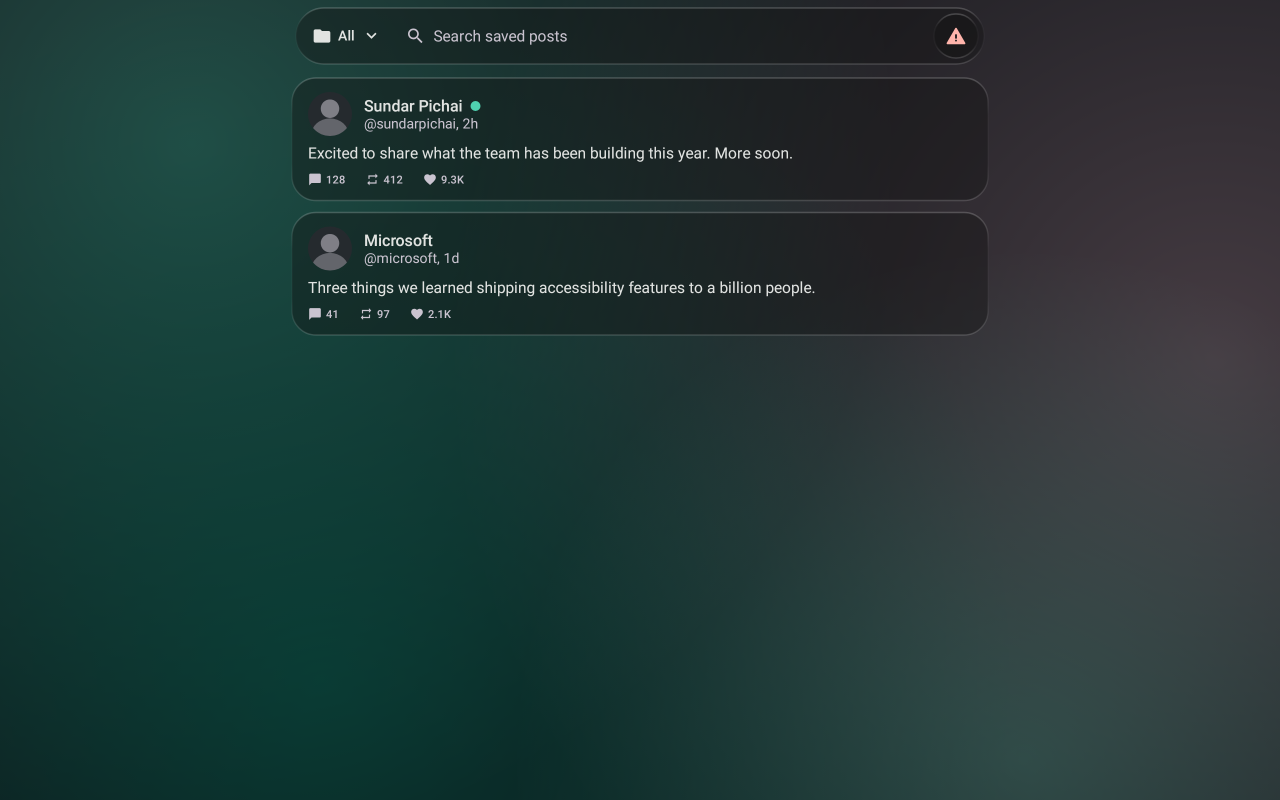 All
Search saved posts
Sundar Pichai
@sundarpichai, 2h
Excited to share what the team has been building this year. More soon.
128 412 9.3K
Microsoft
@microsoft, 1d
Three things we learned shipping accessibility features to a billion people.
41 97 2.1K